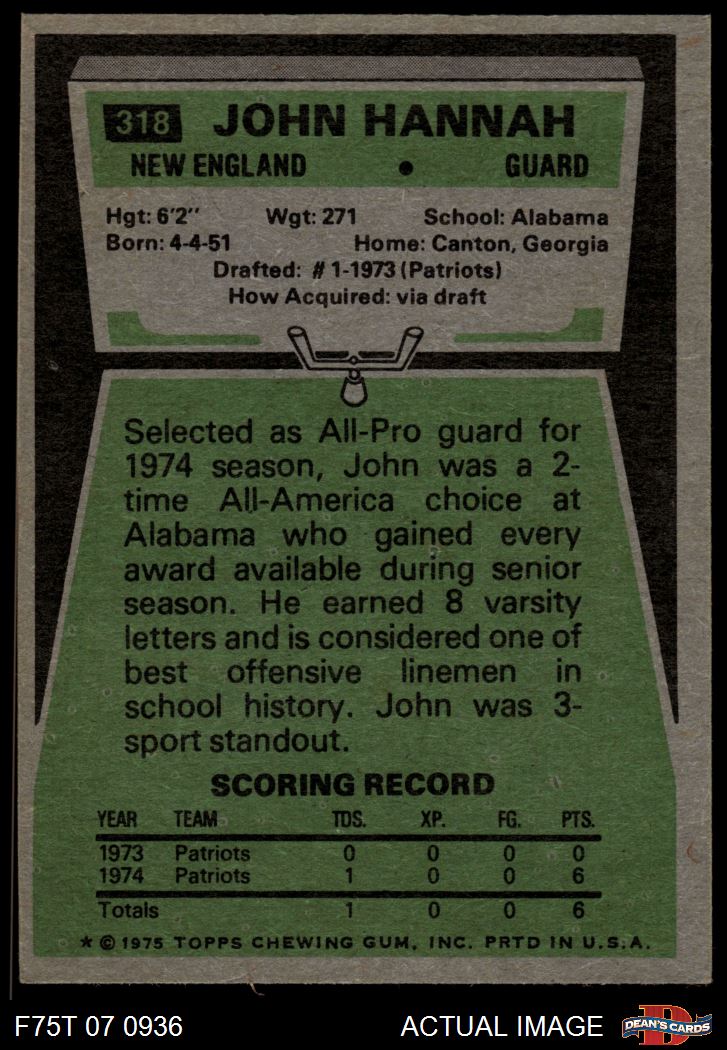 318 JOHN HANNAH
NEW ENGLAND • GUARD
Hgt: 6'2" Wgt: 271 School: Alabama
Born: 4-4-51 Home: Canton, Georgia
Drafted: #1-1973 (Patriots)
How Acquired: via draft
Selected as All-Pro guard for
1974 season, John was a 2-
time All-America choice at
Alabama who gained every
award available during senior
season. He earned 8 varsity
letters and is considered one of
best offensive linemen in
school history. John was 3-
sport standout.
SCORING RECORD
YEAR TEAM TDS. XP. FG. PTS.
1973 Patriots 0 0 0 0
1974 Patriots 1 0 0 6
Totals 1 0 0 6
★ © 1975 TOPPS CHEWING GUM, INC. PRTD IN U.S.A.
F75T 07 0936 ACTUAL IMAGE D DEAN'S CARDS